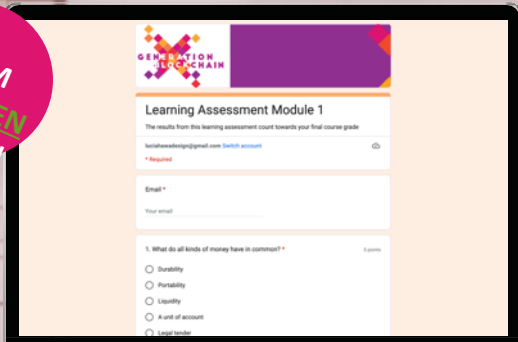 GENERATION
BLOCKCHAIN
Learning Assessment Module 1
The results from this learning assessment count towards your final course grade
luciahawadesign@gmail.com Switch account
* Required
Email *
Your email
1. What do all kinds of money have in common? *
5 points
Durability
Portability
Liquidity
A unit of account
Legal tender